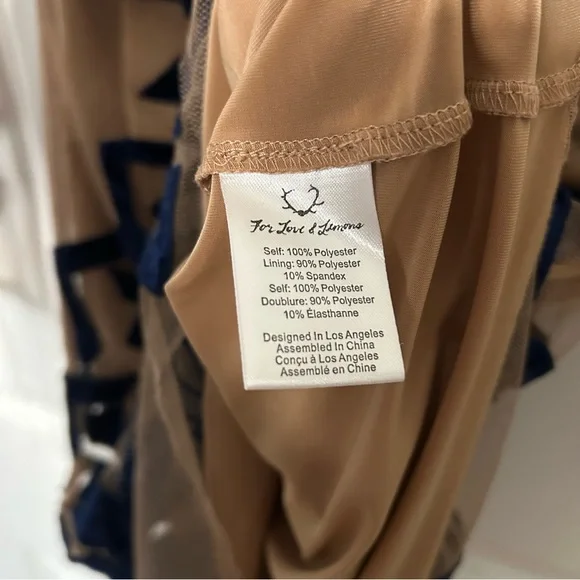 For Love & Lemons
Self: 100% Polyester
Lining: 90% Polyester
10% Spandex
Self: 100% Polyester
Doublure: 90% Polyester
10% Élasthanne
Designed In Los Angeles
Assembled In China
Conçu à Los Angeles
Assemblé en Chine